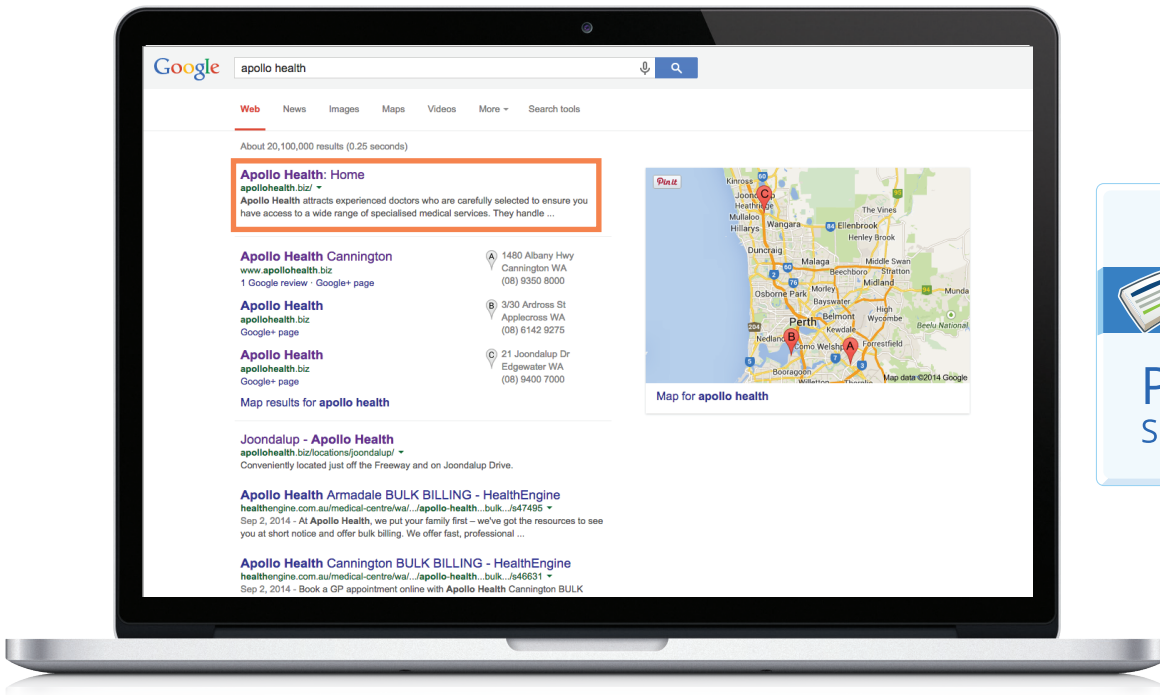 Google
apollo health
Web News Images Maps Videos More Search tools
About 20,100,000 results (0.25 seconds)
Apollo Health: Home
apollohealth.biz/
Apollo Health attracts experienced doctors who are carefully selected to ensure you
have access to a wide range of specialised medical services. They handle ...
Apollo Health Cannington
www.apollohealth.biz
1 Google review · Google+ page
A 1480 Albany Hwy
Cannington WA
(08) 9350 8000
Apollo Health
apollohealth.biz
Google+ page
B 3/30 Ardross St
Applecross WA
(08) 6142 9275
Apollo Health
apollohealth.biz
Google+ page
C 21 Joondalup Dr
Edgewater WA
(08) 9400 7000
Map results for apollo health
Joondalup - Apollo Health
apollohealth.biz/locations/joondalup/
Conveniently located just off the Freeway and on Joondalup Drive.
Apollo Health Armadale BULK BILLING - HealthEngine
healthengine.com.au/medical-centre/wa/.../apollo-health...bulk.../s47495
Sep 2, 2014 - At Apollo Health, we put your family first – we've got the resources to see
you at short notice and offer bulk billing. We offer fast, professional ...
Apollo Health Cannington BULK BILLING - HealthEngine
healthengine.com.au/medical-centre/wa/.../apollo-health...bulk.../s46631
Sep 2, 2014 - Book a GP appointment online with Apollo Health Cannington BULK
Pin it
Kinross
60
C
Heathridge
Mullaloo
Hillarys
Wangara
The Vines
84 Ellenbrook
Henley Brook
Duncraig
Malaga
Middle Swan
60
Beechboro
Stratton
2
76
Midland
Osborne Park
Morley
Bayswater
94
Munda
High
Wycombe
Perth
Belmont
Kewdale
Beelu National
204
B
Como
A
Forrestfield
5
7
3
Booragoon
Map data ©2014 Google
Map for apollo health
P
S